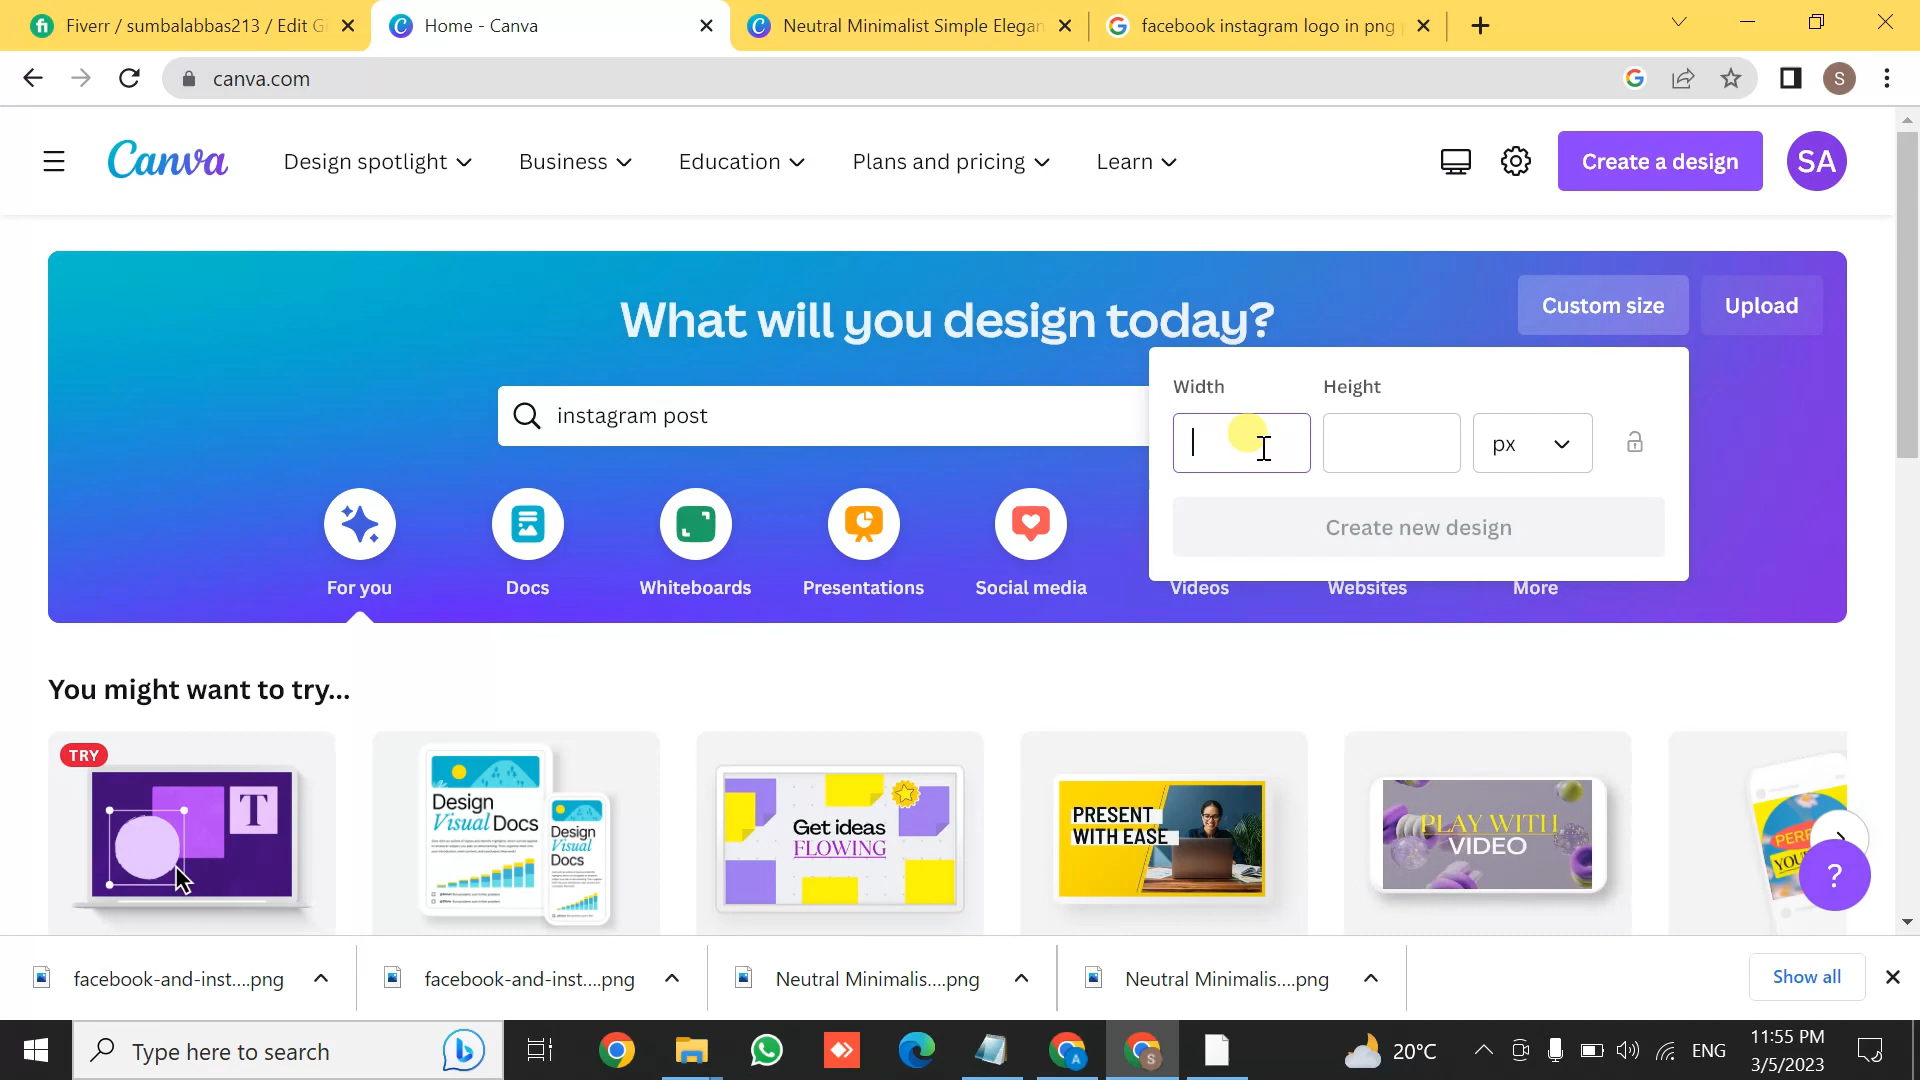 Fiverr / sumbalabbas213 / Edit Gi
Home - Canva
Neutral Minimalist Simple Elegan
facebook instagram logo in png
canva.com
S
Canva
Design spotlight
Business
Education
Plans and pricing
Learn
Create a design
SA
What will you design today?
Custom size
Upload
instagram post
Width
Height
px
Create new design
For you
Docs
Whiteboards
Presentations
Social media
Videos
Websites
More
You might want to try...
TRY
T
Design
Visual Docs
Design
Visual
Docs
Get ideas
FLOWING
PRESENT
WITH EASE
PLAY WITH
VIDEO
?
facebook-and-inst....png
facebook-and-inst....png
Neutral Minimalis....png
Neutral Minimalis....png
Show all
Type here to search
20°C
ENG
11:55 PM
3/5/2023